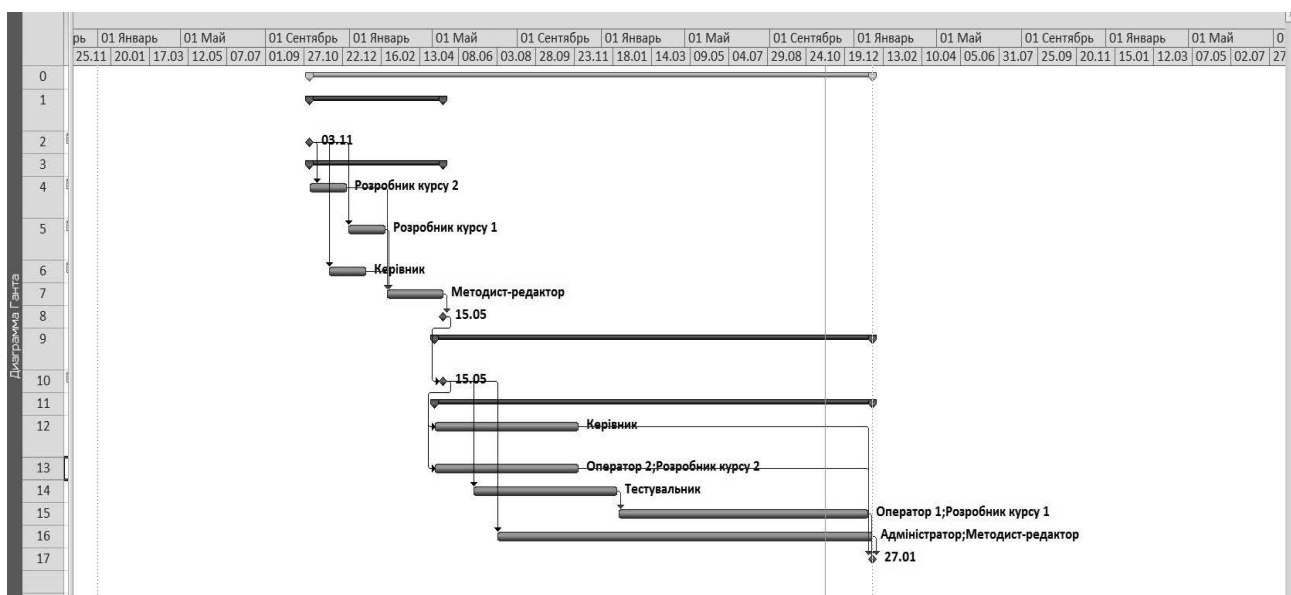 рь 01 Январь 01 Май 01 Сентябрь 01 Январь 01 Май 01 Сентябрь 01 Январь 01 Май 01 Сентябрь 01 Январь 01 Май 01 Сентябрь 01 Январь 01 Май 0
25.11 20.01 17.03 12.05 07.07 01.09 27.10 22.12 16.02 13.04 08.06 03.08 28.09 23.11 18.01 14.03 09.05 04.07 29.08 24.10 19.12 13.02 10.04 05.06 31.07 25.09 20.11 15.01 12.03 07.05 02.07 27
0
1
2 03.11
3
4 Розробник курсу 2
5 Розробник курсу 1
6 Керівник
7 Методист-редактор
8 15.05
9
10 15.05
11
12 Керівник
13 Оператор 2;Розробник курсу 2
14 Тестувальник
15 Оператор 1;Розробник курсу 1
16 Адміністратор;Методист-редактор
17 27.01
Диаграмма Ганта